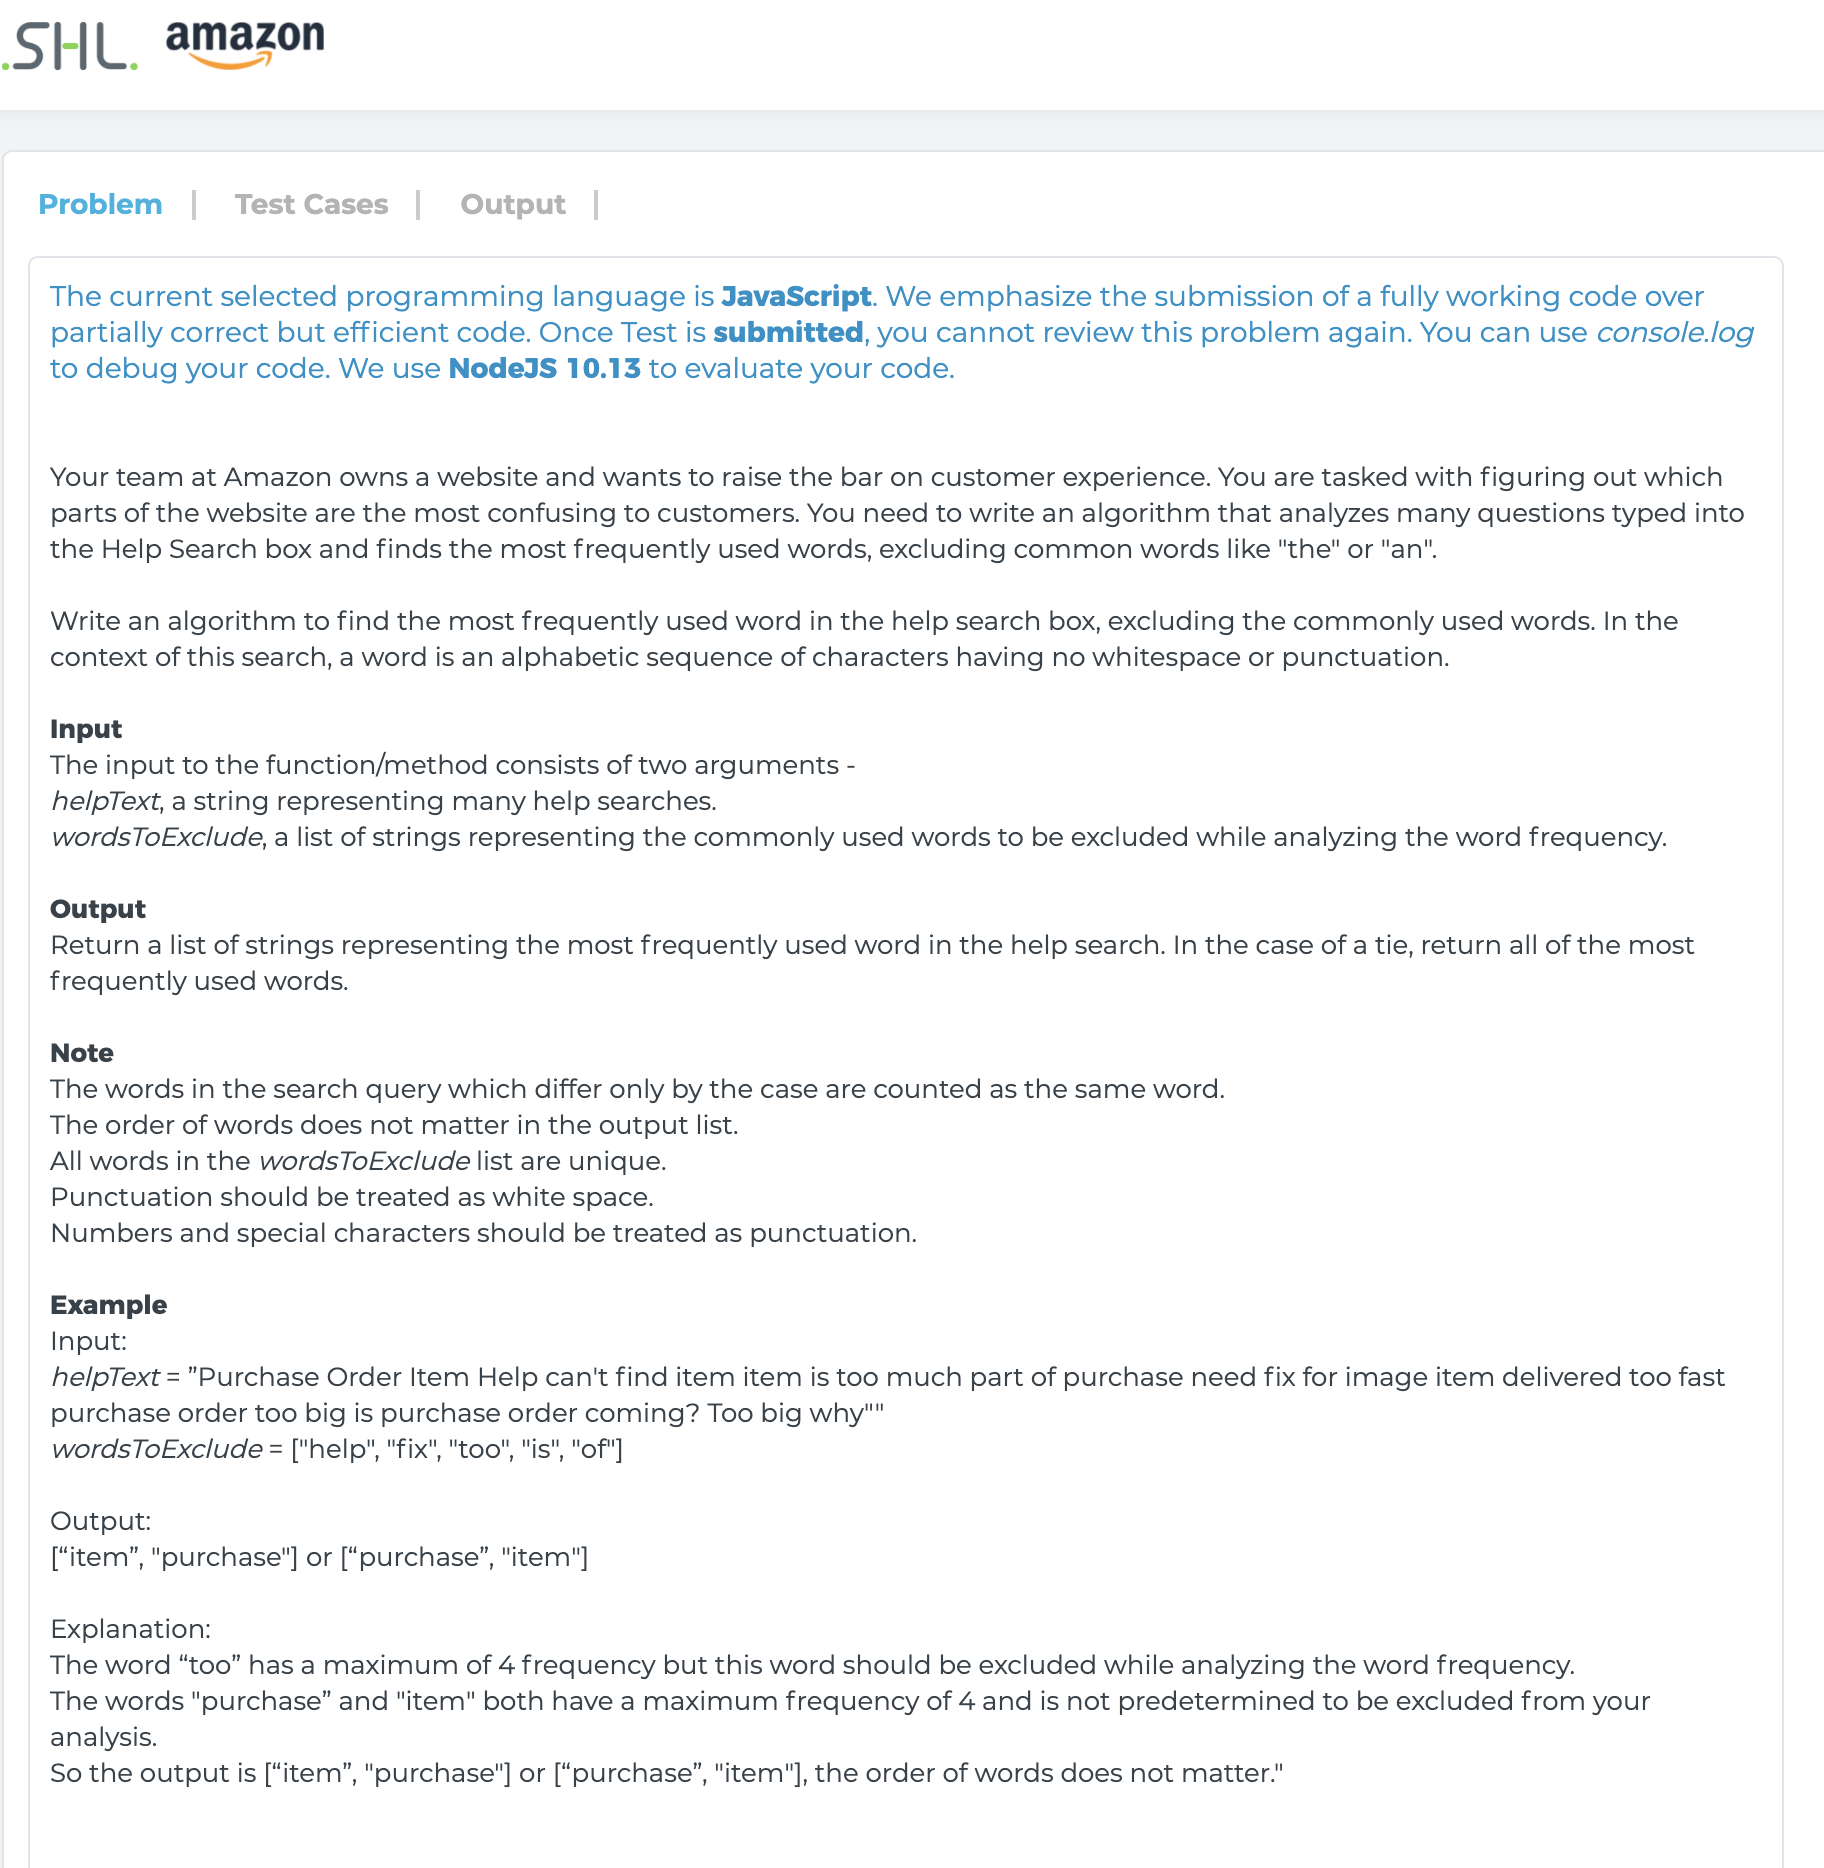 .SHL. amazon
Problem | Test Cases | Output |
The current selected programming language is JavaScript. We emphasize the submission of a fully working code over
partially correct but efficient code. Once Test is submitted, you cannot review this problem again. You can use console.log
to debug your code. We use NodeJS 10.13 to evaluate your code.
Your team at Amazon owns a website and wants to raise the bar on customer experience. You are tasked with figuring out which
parts of the website are the most confusing to customers. You need to write an algorithm that analyzes many questions typed into
the Help Search box and finds the most frequently used words, excluding common words like "the" or "an".
Write an algorithm to find the most frequently used word in the help search box, excluding the commonly used words. In the
context of this search, a word is an alphabetic sequence of characters having no whitespace or punctuation.
Input
The input to the function/method consists of two arguments -
helpText, a string representing many help searches.
wordsToExclude, a list of strings representing the commonly used words to be excluded while analyzing the word frequency.
Output
Return a list of strings representing the most frequently used word in the help search. In the case of a tie, return all of the most
frequently used words.
Note
The words in the search query which differ only by the case are counted as the same word.
The order of words does not matter in the output list.
All words in the wordsToExclude list are unique.
Punctuation should be treated as white space.
Numbers and special characters should be treated as punctuation.
Example
Input:
helpText = ”Purchase Order Item Help can't find item item is too much part of purchase need fix for image item delivered too fast
purchase order too big is purchase order coming? Too big why""
wordsToExclude = ["help", "fix", "too", "is", "of"]
Output:
[“item”, "purchase"] or [“purchase”, "item"]
Explanation:
The word “too” has a maximum of 4 frequency but this word should be excluded while analyzing the word frequency.
The words "purchase” and "item" both have a maximum frequency of 4 and is not predetermined to be excluded from your
analysis.
So the output is [“item”, "purchase"] or [“purchase”, "item"], the order of words does not matter."